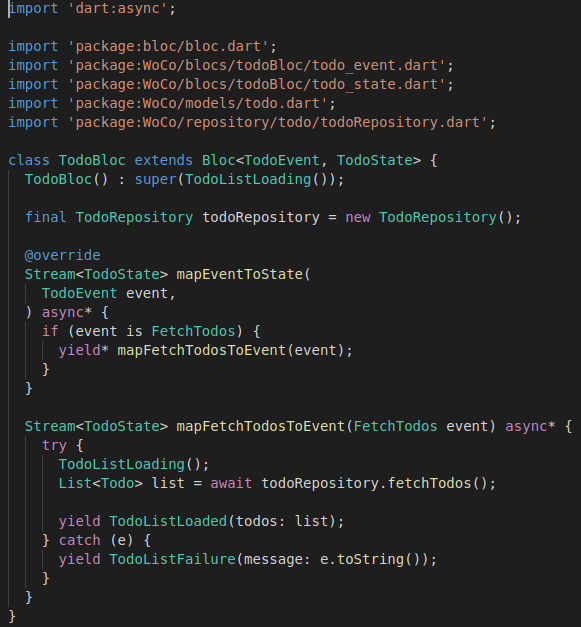 import 'dart:async';

import 'package:bloc/bloc.dart';
import 'package:WoCo/blocs/todoBloc/todo_event.dart';
import 'package:WoCo/blocs/todoBloc/todo_state.dart';
import 'package:WoCo/models/todo.dart';
import 'package:WoCo/repository/todo/todoRepository.dart';

class TodoBloc extends Bloc<TodoEvent, TodoState> {
  TodoBloc() : super(TodoListLoading());

  final TodoRepository todoRepository = new TodoRepository();

  @override
  Stream<TodoState> mapEventToState(
    TodoEvent event,
  ) async* {
    if (event is FetchTodos) {
      yield* mapFetchTodosToEvent(event);
    }
  }

  Stream<TodoState> mapFetchTodosToEvent(FetchTodos event) async* {
    try {
      TodoListLoading();
      List<Todo> list = await todoRepository.fetchTodos();

      yield TodoListLoaded(todos: list);
    } catch (e) {
      yield TodoListFailure(message: e.toString());
    }
  }
}